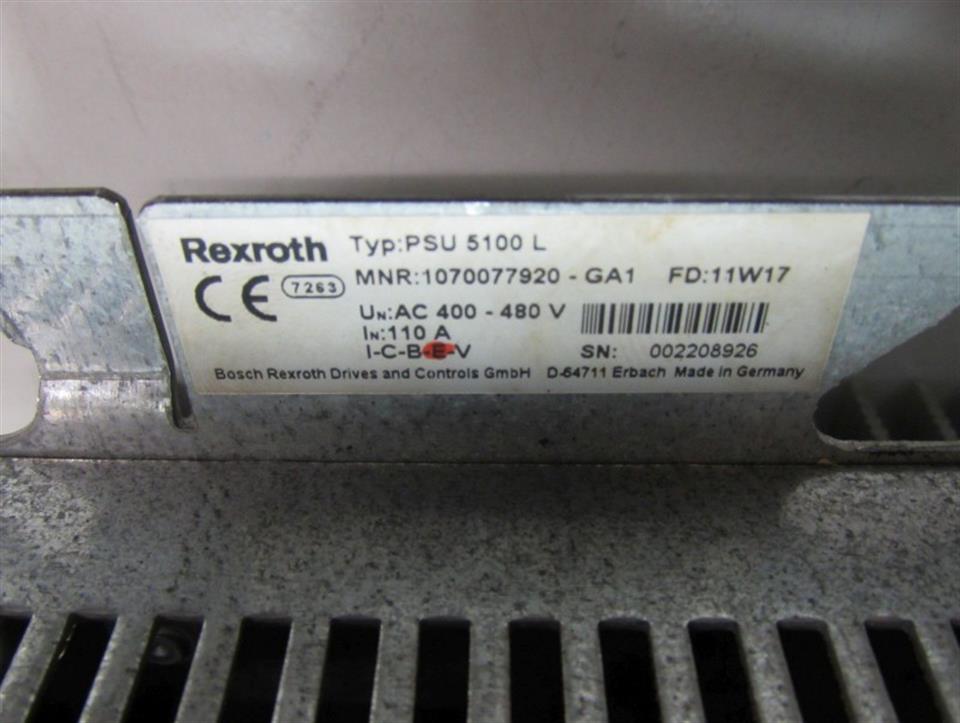 Rexroth Typ:PSU 5100 L
CE 7263 MNR:1070077920 - GA1 FD:11W17
UN:AC 400 - 480 V
IN:110 A
I-C-B-E-V SN: 002208926
Bosch Rexroth Drives and Controls GmbH D-64711 Erbach Made in Germany